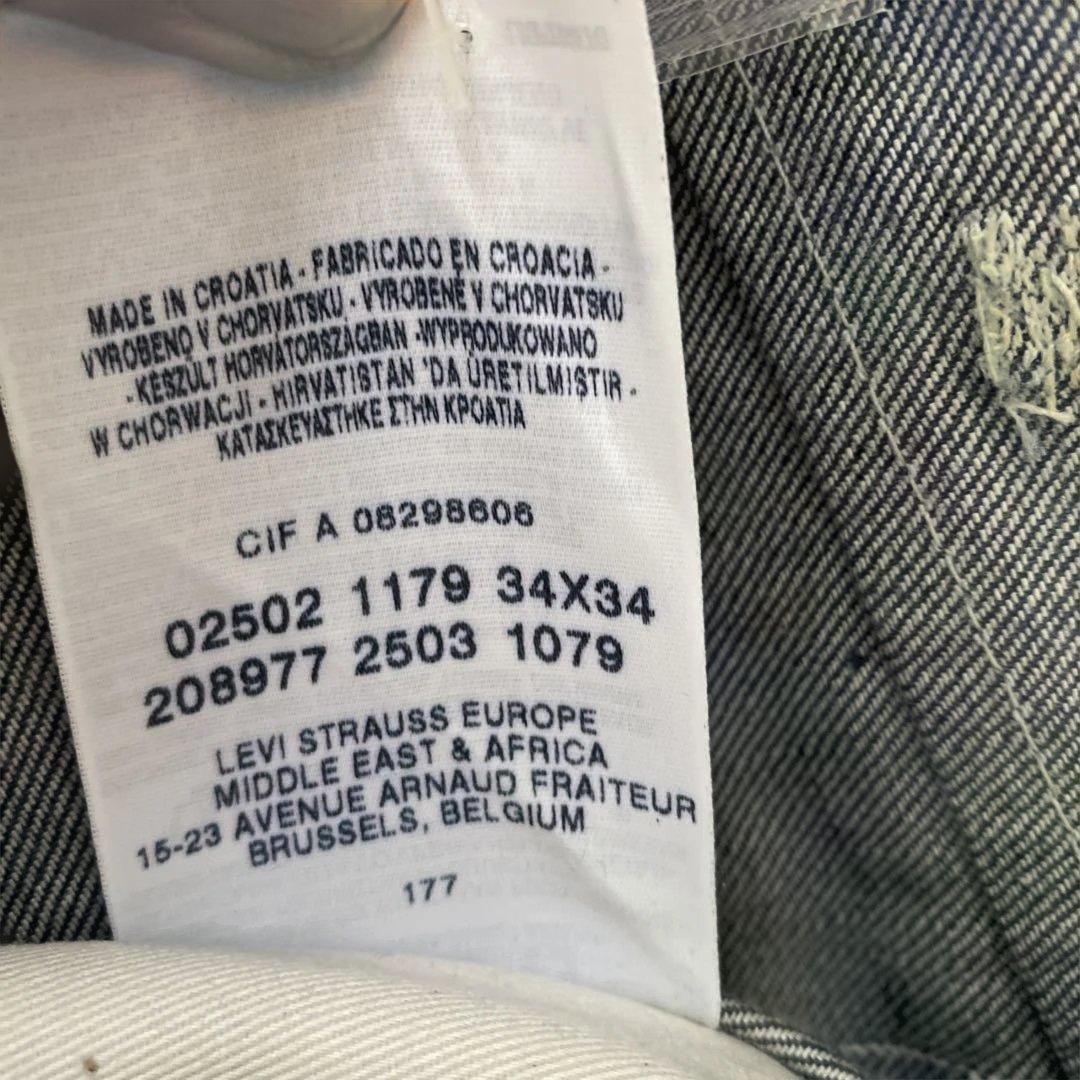 MADE IN CROATIA - FABRICADO EN CROACIA -
VYROBENO V CHORVATSKU - VYROBENÉ V CHORVATSKU
- KÉSZÜLT HORVÁTORSZÁGBAN -WYPRODUKOWANO
W CHORWACJI - HIRVATISTAN 'DA ÜRETILMISTIR -
ΚΑΤΑΣΚΕΥΑΣΤΗΚΕ ΣΤΗΝ ΚΡΟΑΤΙΑ
CIF A 08298606
02502 1179 34X34
208977 2503 1079
LEVI STRAUSS EUROPE
MIDDLE EAST & AFRICA
15-23 AVENUE ARNAUD FRAITEUR
BRUSSELS, BELGIUM
177